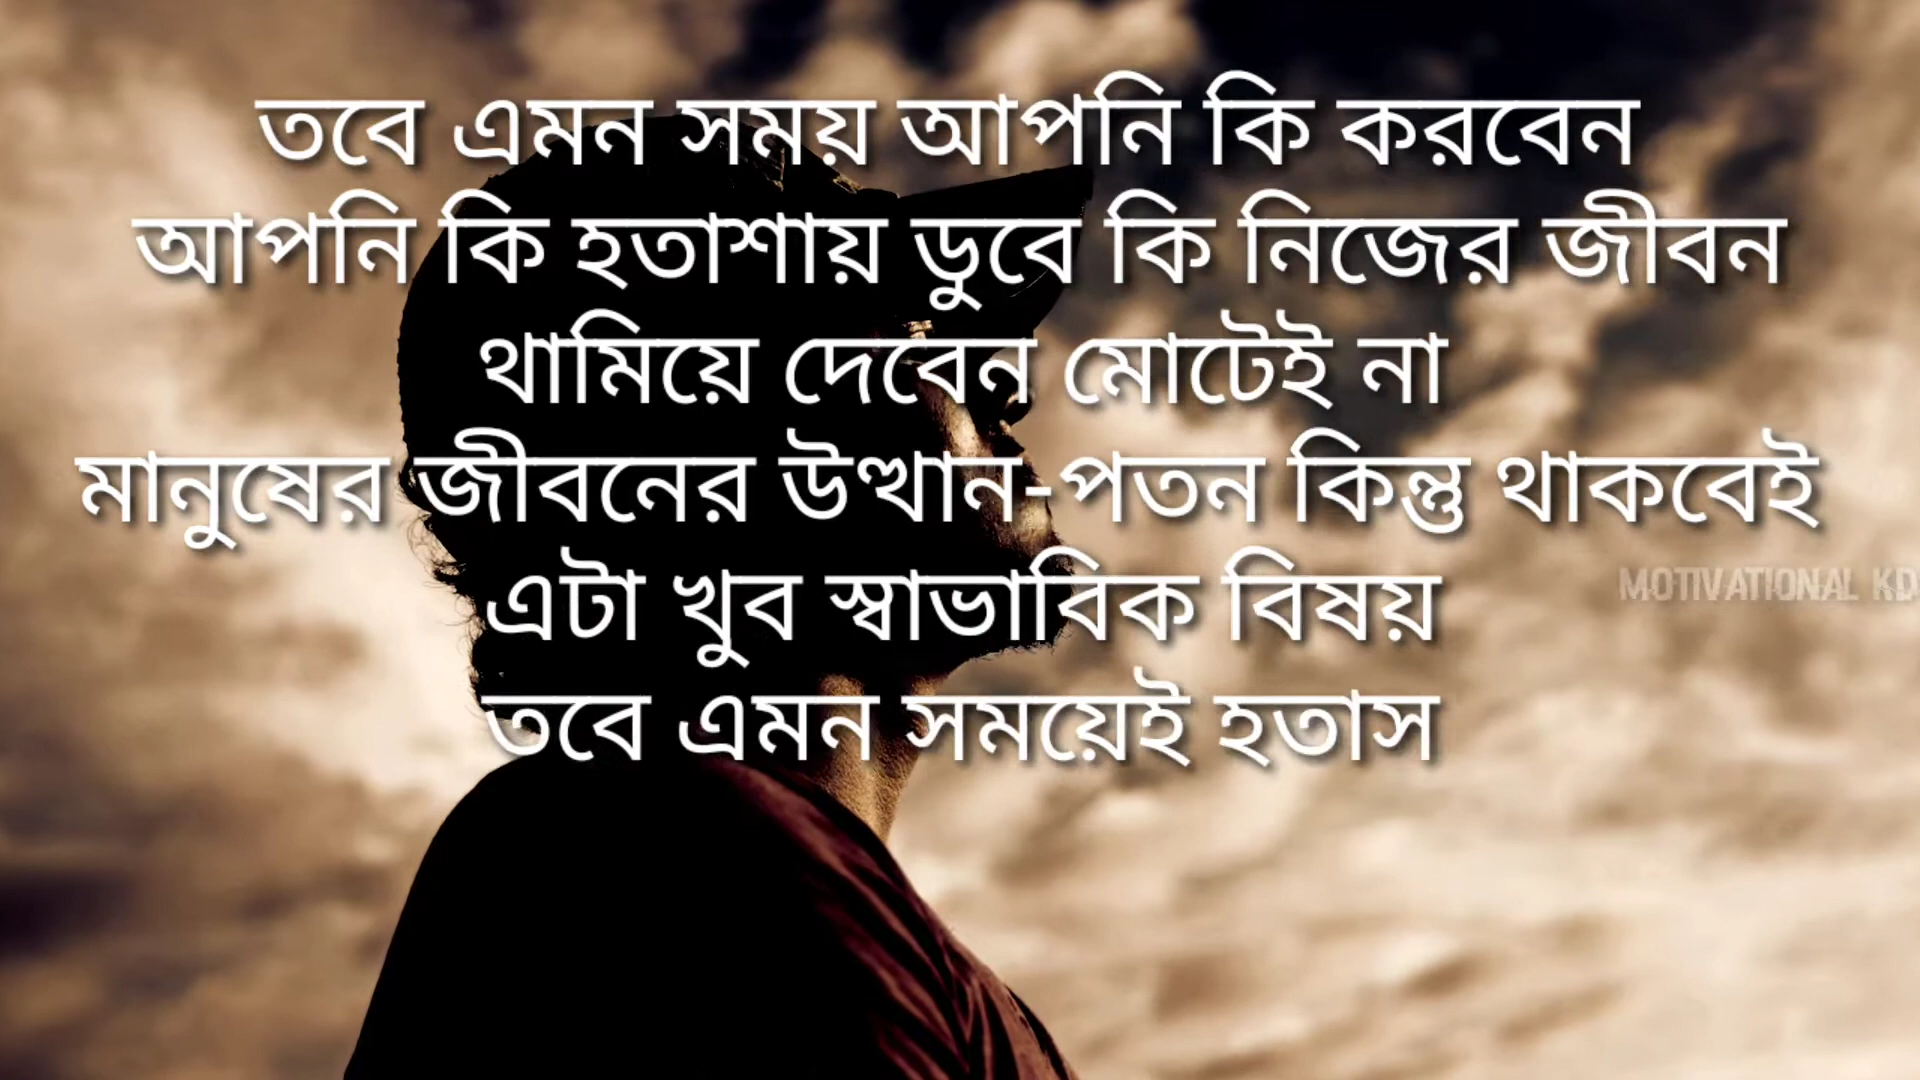 তবে এমন সময় আপনি কি করবেন
আপনি কি হতাশায় ডুবে কি নিজের জীবন
থামিয়ে দেবেন মোটেই না
মানুষের জীবনের উত্থান-পতন কিন্তু থাকবেই
এটা খুব স্বাভাবিক বিষয়
তবে এমন সময়েই হতাস
MOTIVATIONAL KD